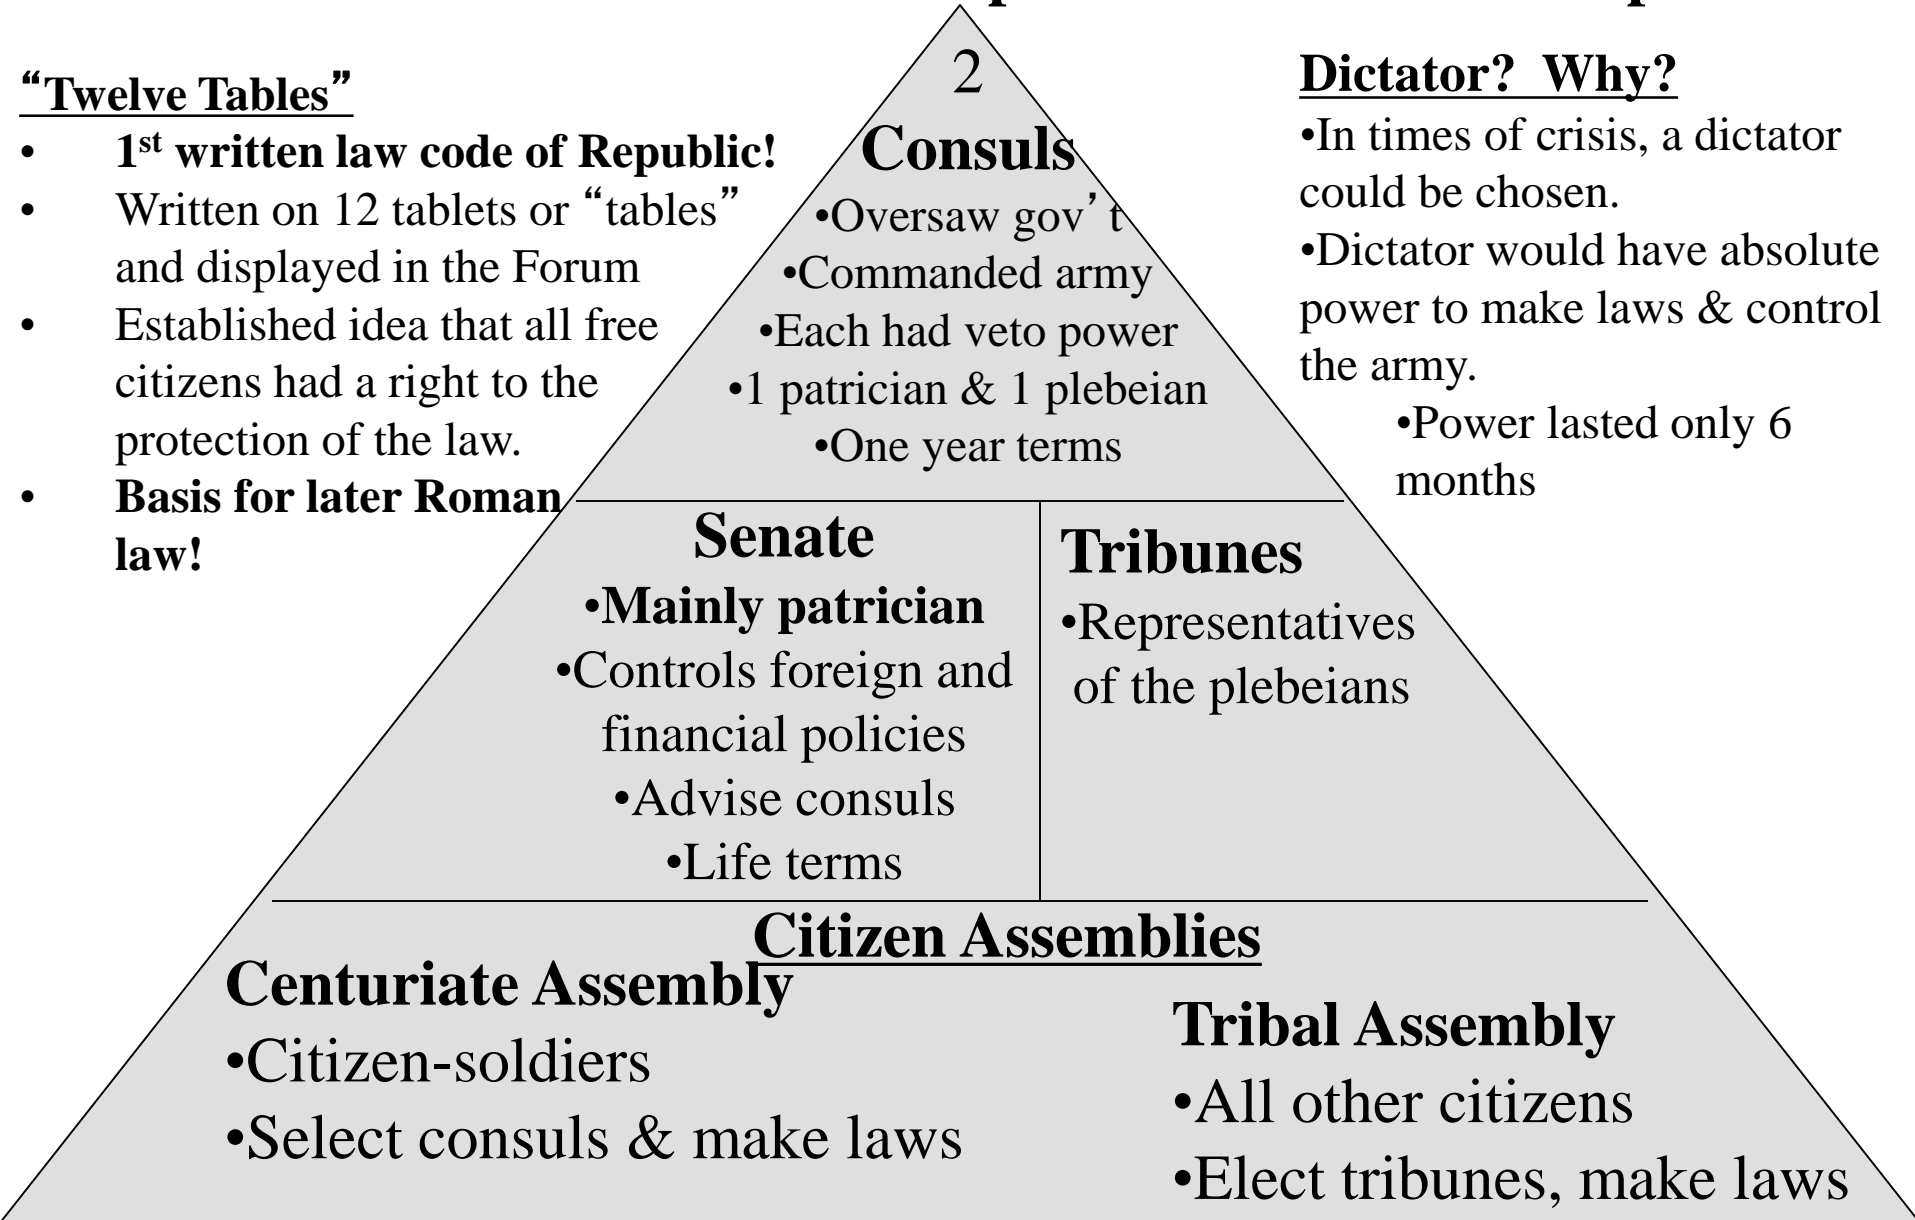 “Twelve Tables”
• 1st written law code of Republic!
• Written on 12 tablets or “tables”
and displayed in the Forum
• Established idea that all free
citizens had a right to the
protection of the law.
• Basis for later Roman
law!
2
Consuls
•Oversaw gov’t
•Commanded army
•Each had veto power
•1 patrician & 1 plebeian
•One year terms
Dictator? Why?
•In times of crisis, a dictator
could be chosen.
•Dictator would have absolute
power to make laws & control
the army.
•Power lasted only 6
months
Senate
•Mainly patrician
•Controls foreign and
financial policies
•Advise consuls
•Life terms
Tribunes
•Representatives
of the plebeians
Citizen Assemblies
Centuriate Assembly
•Citizen-soldiers
•Select consuls & make laws
Tribal Assembly
•All other citizens
•Elect tribunes, make laws